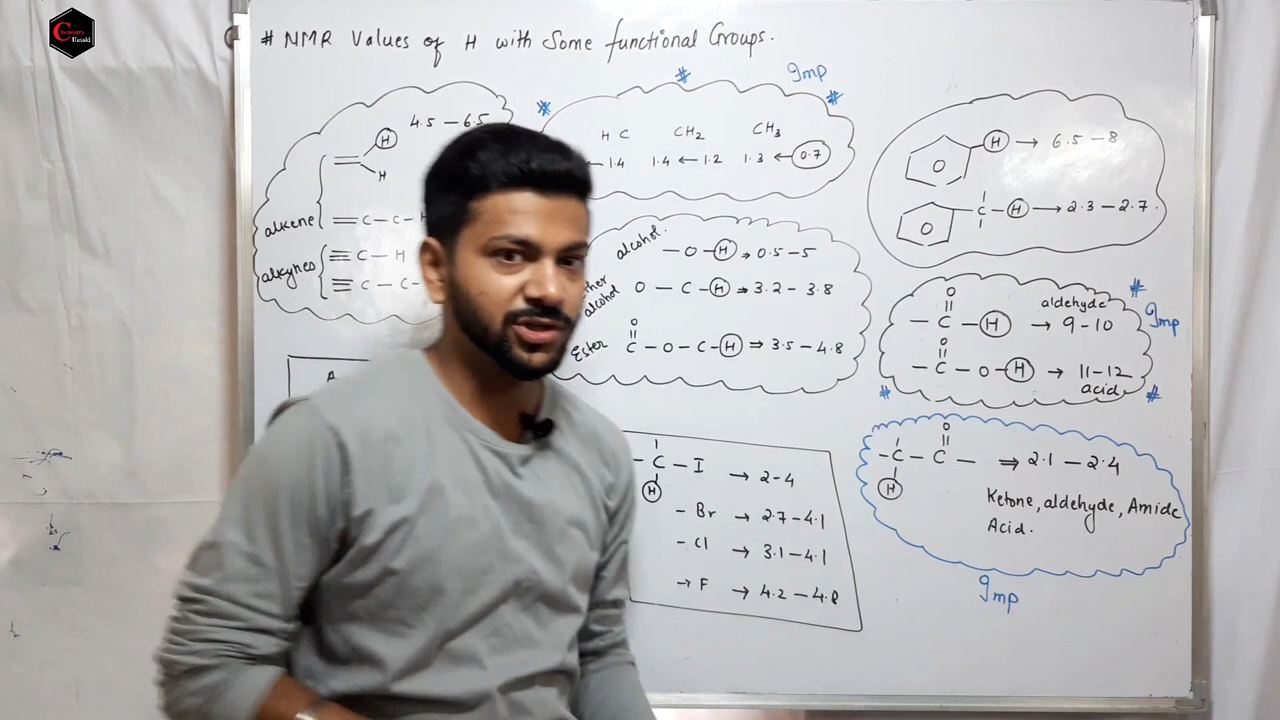 Chemistry
Untold
# NMR Values of H with Some functional Groups.
4.5 – 6.5
H
H
alkene
= C – C – H
alkynes
≡ C – H
≡ C – C –
# # Imp #
H C CH2 CH3
← 1.4 1.4 ← 1.2 1.3 ← 0.7
alcohol. – O – H ⇒ 0.5 – 5
alcohol O – C – H ⇒ 3.2 – 3.8
O
Ester C – O – C – H ⇒ 3.5 – 4.8
H → 6.5 – 8
C – H → 2.3 – 2.7.
O
aldehyde
– C – H → 9 – 10
O
– C – O – H → 11 – 12
acid
# Imp
# #
– C – I → 2 – 4
H
– Br → 2.7 – 4.1
– Cl → 3.1 – 4.1
→ F → 4.2 – 4.8
O
– C – C – ⇒ 2.1 – 2.4
H
Ketone, aldehyde, Amide
Acid.
Imp